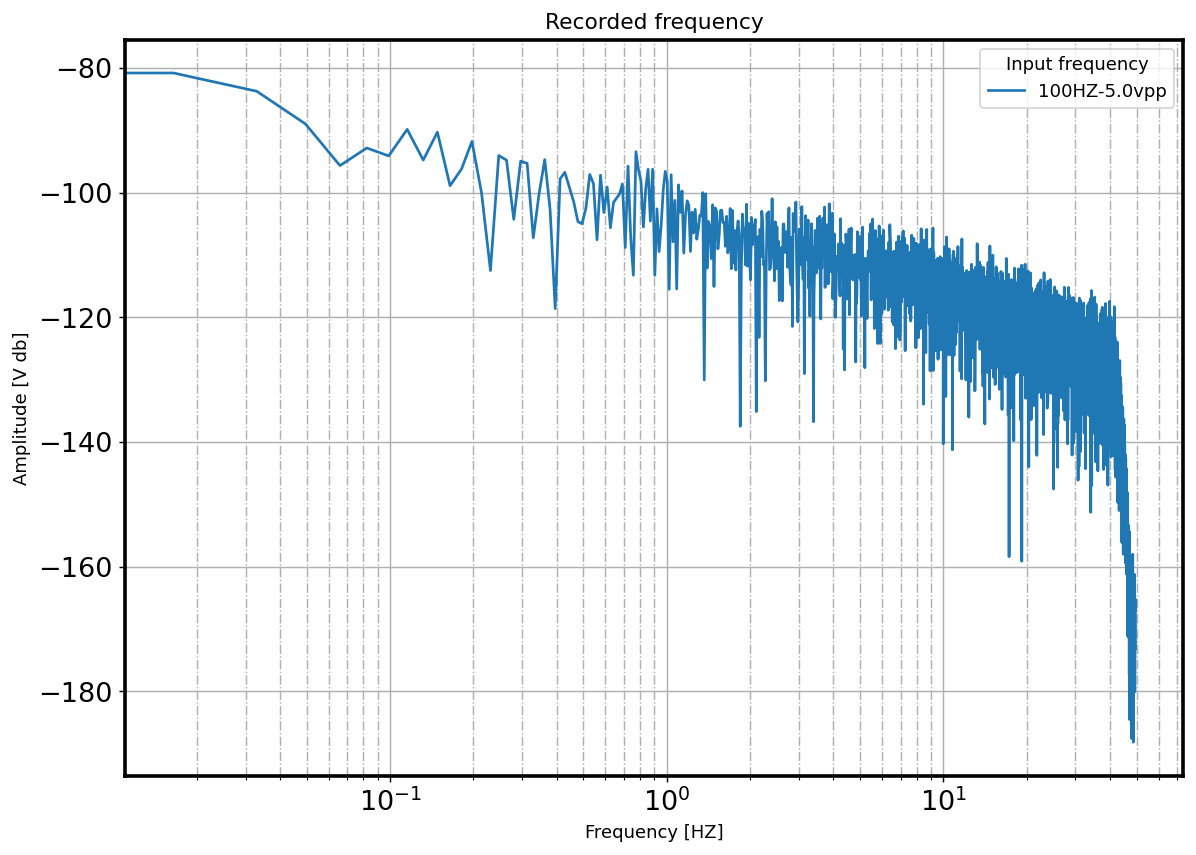 Recorded frequency
Input frequency
100HZ-5.0vpp
Amplitude [V db]
−80
−100
−120
−140
−160
−180
10⁻¹
10⁰
10¹
Frequency [HZ]